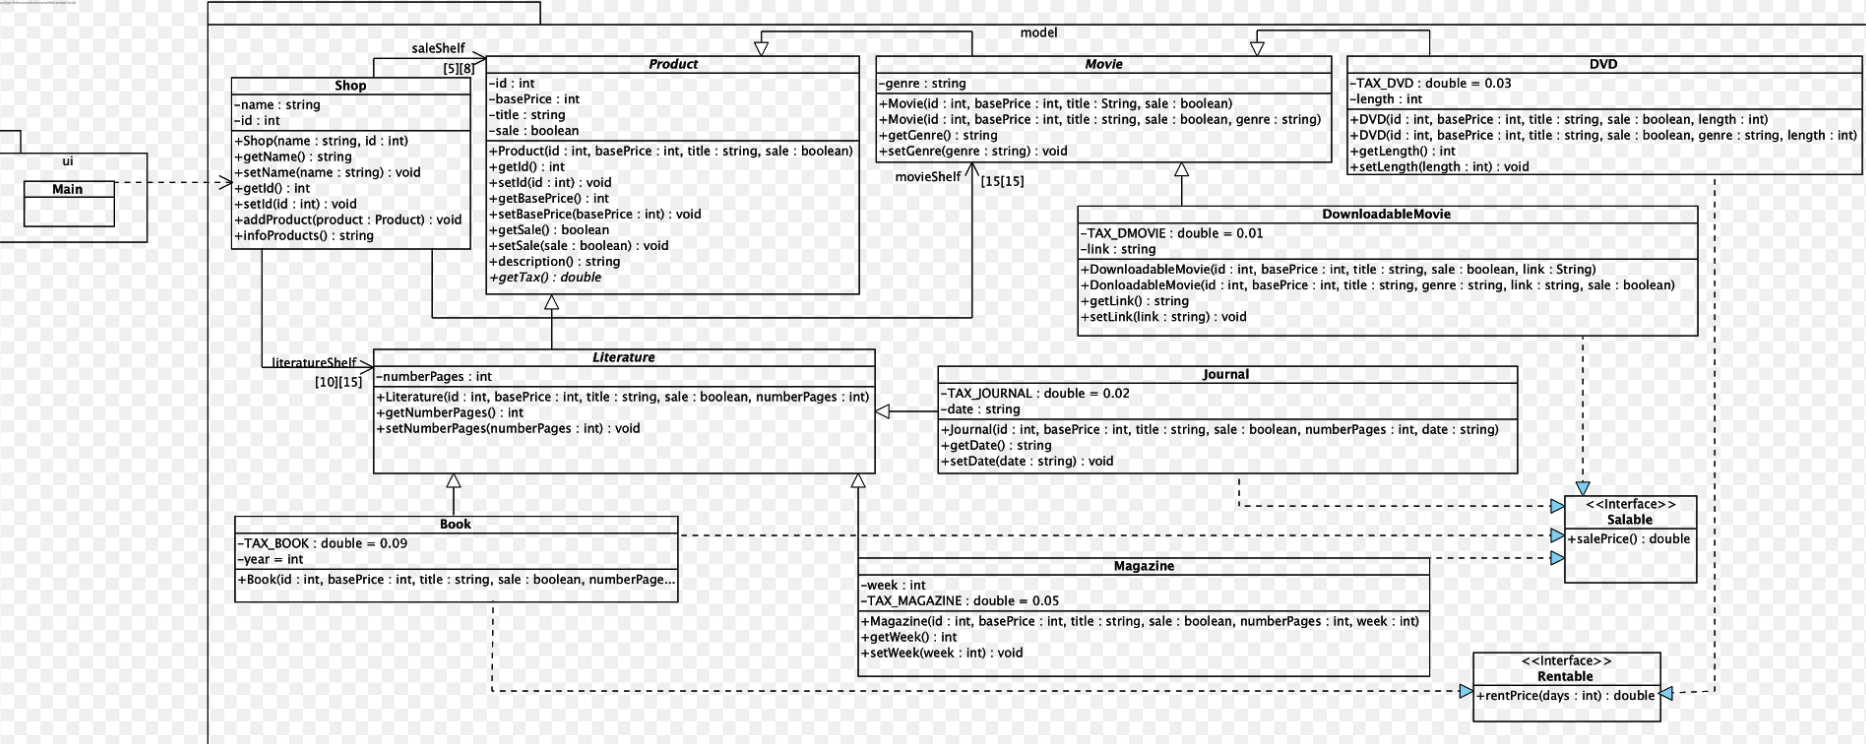 model
saleShelf
[5][8]
ui
Main
Shop
-name : string
-id : int
+Shop(name : string, id : int)
+getName() : string
+setName(name : string) : void
+getId() : int
+setId(id : int) : void
+addProduct(product : Product) : void
+infoProducts() : string
Product
-id : int
-basePrice : int
-title : string
-sale : boolean
+Product(id : int, basePrice : int, title : string, sale : boolean)
+getId() : int
+setId(id : int) : void
+getBasePrice() : int
+setBasePrice(basePrice : int) : void
+getSale() : boolean
+setSale(sale : boolean) : void
+description() : string
+getTax() : double
Movie
-genre : string
+Movie(id : int, basePrice : int, title : String, sale : boolean)
+Movie(id : int, basePrice : int, title : string, sale : boolean, genre : string)
+getGenre() : string
+setGenre(genre : string) : void
movieShelf
[15[15]
DVD
-TAX_DVD : double = 0.03
-length : int
+DVD(id : int, basePrice : int, title : string, sale : boolean, length : int)
+DVD(id : int, basePrice : int, title : string, sale : boolean, genre : string, length : int)
+getLength() : int
+setLength(length : int) : void
DownloadableMovie
-TAX_DMOVIE : double = 0.01
-link : string
+DownloadableMovie(id : int, basePrice : int, title : string, sale : boolean, link : String)
+DonloadableMovie(id : int, basePrice : int, title : string, genre : string, link : string, sale : boolean)
+getLink() : string
+setLink(link : string) : void
literatureShelf
[10][15]
Literature
-numberPages : int
+Literature(id : int, basePrice : int, title : string, sale : boolean, numberPages : int)
+getNumberPages() : int
+setNumberPages(numberPages : int) : void
Journal
-TAX_JOURNAL : double = 0.02
-date : string
+Journal(id : int, basePrice : int, title : string, sale : boolean, numberPages : int, date : string)
+getDate() : string
+setDate(date : string) : void
Book
-TAX_BOOK : double = 0.09
-year = int
+Book(id : int, basePrice : int, title : string, sale : boolean, numberPage...
Magazine
-week : int
-TAX_MAGAZINE : double = 0.05
+Magazine(id : int, basePrice : int, title : string, sale : boolean, numberPages : int, week : int)
+getWeek() : int
+setWeek(week : int) : void
<<Interface>>
Salable
+salePrice() : double
<<Interface>>
Rentable
+rentPrice(days : int) : double